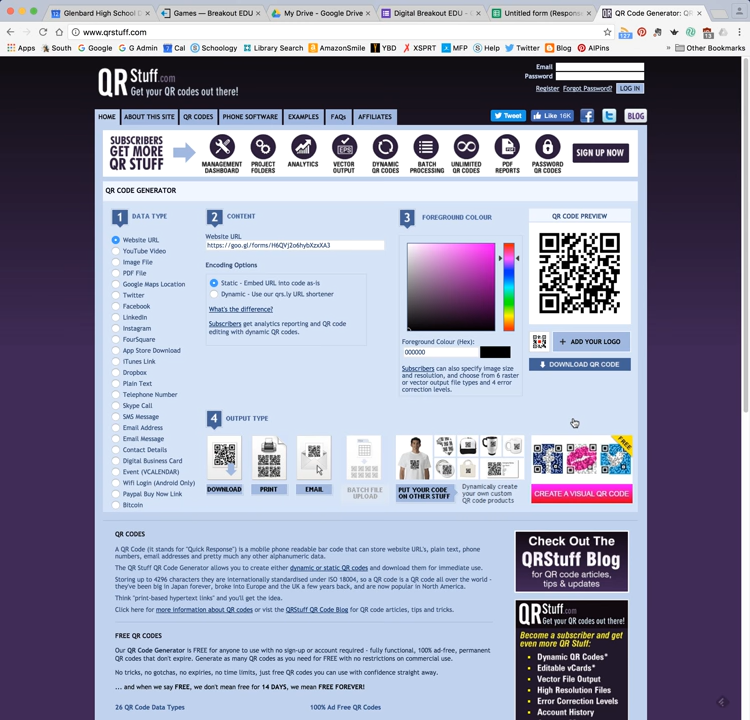 Glenbard High School
Games — Breakout EDU
My Drive - Google Drive
Digital Breakout EDU -
Untitled form (Response
QR Code Generator: QR
www.qrstuff.com
Apps
South
Google
G Admin
Cal
Schoology
Library Search
AmazonSmile
YBD
XSPRT
MFP
Help
Twitter
Blog
AlPins
»
Other Bookmarks
QRStuff.com
Get your QR codes out there!
Email
Password
Register Forgot Password? LOG IN
HOME
ABOUT THIS SITE
QR CODES
PHONE SOFTWARE
EXAMPLES
FAQs
AFFILIATES
Tweet
Like 16K
BLOG
SUBSCRIBERS
GET MORE
QR STUFF
MANAGEMENT
DASHBOARD
PROJECT
FOLDERS
ANALYTICS
EPS
VECTOR
OUTPUT
DYNAMIC
QR CODES
BATCH
PROCESSING
UNLIMITED
QR CODES
PDF
REPORTS
PASSWORD
QR CODES
SIGN UP NOW
QR CODE GENERATOR
1 DATA TYPE
Website URL
YouTube Video
Image File
PDF File
Google Maps Location
Twitter
Facebook
LinkedIn
Instagram
FourSquare
App Store Download
iTunes Link
Dropbox
Plain Text
Telephone Number
Skype Call
SMS Message
Email Address
Email Message
Contact Details
Digital Business Card
Event (VCALENDAR)
Wifi Login (Android Only)
Paypal Buy Now Link
Bitcoin
2 CONTENT
Website URL
https://goo.gl/forms/H6QVj2o6hybXzxXA3
Encoding Options
Static - Embed URL into code as-is
Dynamic - Use our qrs.ly URL shortener
What's the difference?
Subscribers get analytics reporting and QR code
editing with dynamic QR codes.
3 FOREGROUND COLOUR
Foreground Colour (Hex):
000000
Subscribers can also specify image size
and resolution, and choose from 6 raster
or vector output file types and 4 error
correction levels.
QR CODE PREVIEW
+ ADD YOUR LOGO
DOWNLOAD QR CODE
4 OUTPUT TYPE
DOWNLOAD
PRINT
EMAIL
BATCH FILE
UPLOAD
PUT YOUR CODE
ON OTHER STUFF
Dynamically create
your own custom
QR code products
FREE
CREATE A VISUAL QR CODE
QR CODES
A QR Code (it stands for "Quick Response") is a mobile phone readable bar code that can store website URL's, plain text, phone
numbers, email addresses and pretty much any other alphanumeric data.
The QR Stuff QR Code Generator allows you to create either dynamic or static QR codes and download them for immediate use.
Storing up to 4296 characters they are internationally standardised under ISO 18004, so a QR code is a QR code all over the world -
they've been big in Japan forever, broke into Europe and the UK a few years back, and are now popular in North America.
Think "print-based hypertext links" and you'll get the idea.
Click here for more information about QR codes or vist the QRStuff QR Code Blog for QR code articles, tips and tricks.
FREE QR CODES
Our QR Code Generator is FREE for anyone to use with no sign-up or account required - fully functional, 100% ad-free, permanent
QR codes that don't expire. Generate as many QR codes as you need for FREE with no restrictions on commercial use.
No tricks, no catches, no expiries, no time limits, just free QR codes you can use with confidence straight away.
... and when we say FREE, we don't mean free for 14 DAYS, we mean FREE FOREVER!
26 QR Code Data Types
100% Ad Free QR Codes
Check Out The
QRStuff Blog
for QR code articles,
tips & updates
QRStuff.com
Get your QR codes out there!
Become a subscriber and get
even more QR Stuff:
• Dynamic QR Codes*
• Editable vCards*
• Vector File Output
• High Resolution Files
• Error Correction Levels
• Account History